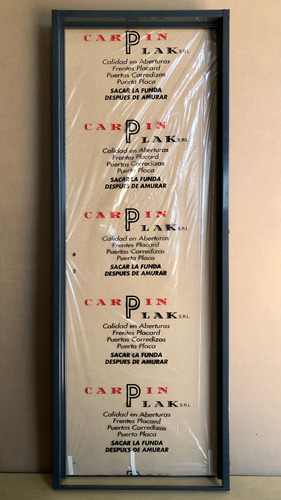 CARPIN
PLAK S.R.L.
Calidad en Aberturas
Frentes Placard
Puertas Corredizas
Puerta Placa
SACAR LA FUNDA
DESPUES DE AMURAR
CARPIN
PLAK S.R.L.
Calidad en Aberturas
Frentes Placard
Puertas Corredizas
Puerta Placa
SACAR LA FUNDA
DESPUES DE AMURAR
CARPIN
PLAK S.R.L.
Calidad en Aberturas
Frentes Placard
Puertas Corredizas
Puerta Placa
SACAR LA FUNDA
DESPUES DE AMURAR
CARPIN
PLAK S.R.L.
Calidad en Aberturas
Frentes Placard
Puertas Corredizas
Puerta Placa
SACAR LA FUNDA
DESPUES DE AMURAR
CARPIN
PLAK S.R.L.
Calidad en Aberturas
Frentes Placard
Puertas Corredizas
Puerta Placa
SACAR LA FUNDA
DESPUES DE AMURAR